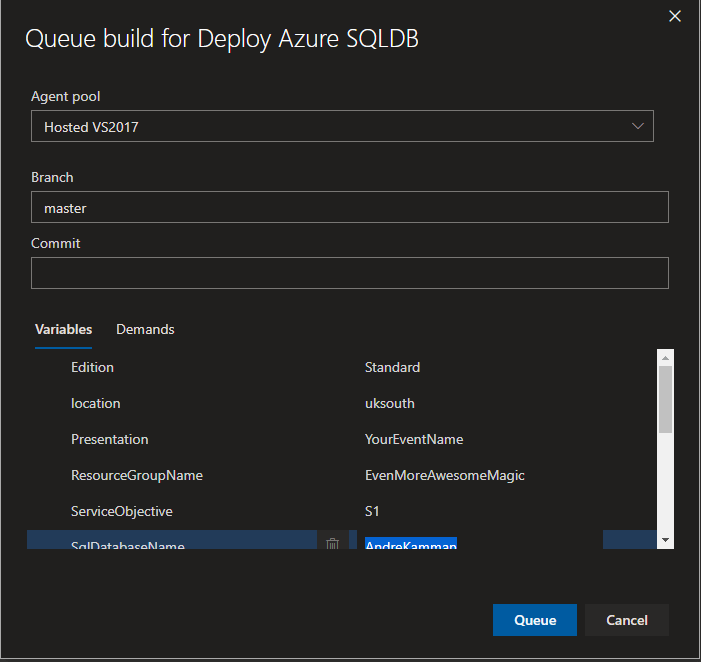 Queue build for Deploy Azure SQLDB
Agent pool
Hosted VS2017
Branch
master
Commit
Variables Demands
Edition Standard
location uksouth
Presentation YourEventName
ResourceGroupName EvenMoreAwesomeMagic
ServiceObjective S1
SqlDatabaseName AndreKamman
Queue Cancel